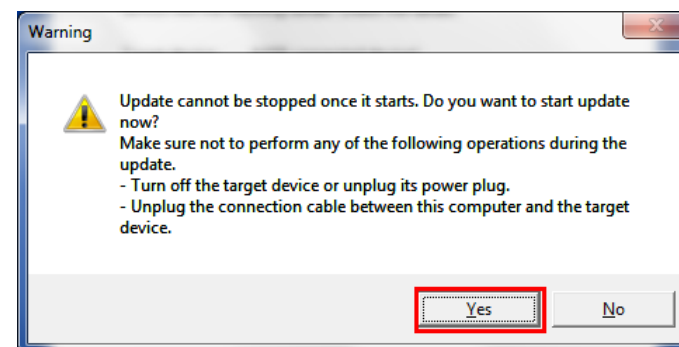 Warning
Update cannot be stopped once it starts. Do you want to start update
now?
Make sure not to perform any of the following operations during the
update.
- Turn off the target device or unplug its power plug.
- Unplug the connection cable between this computer and the target
device.
Yes No